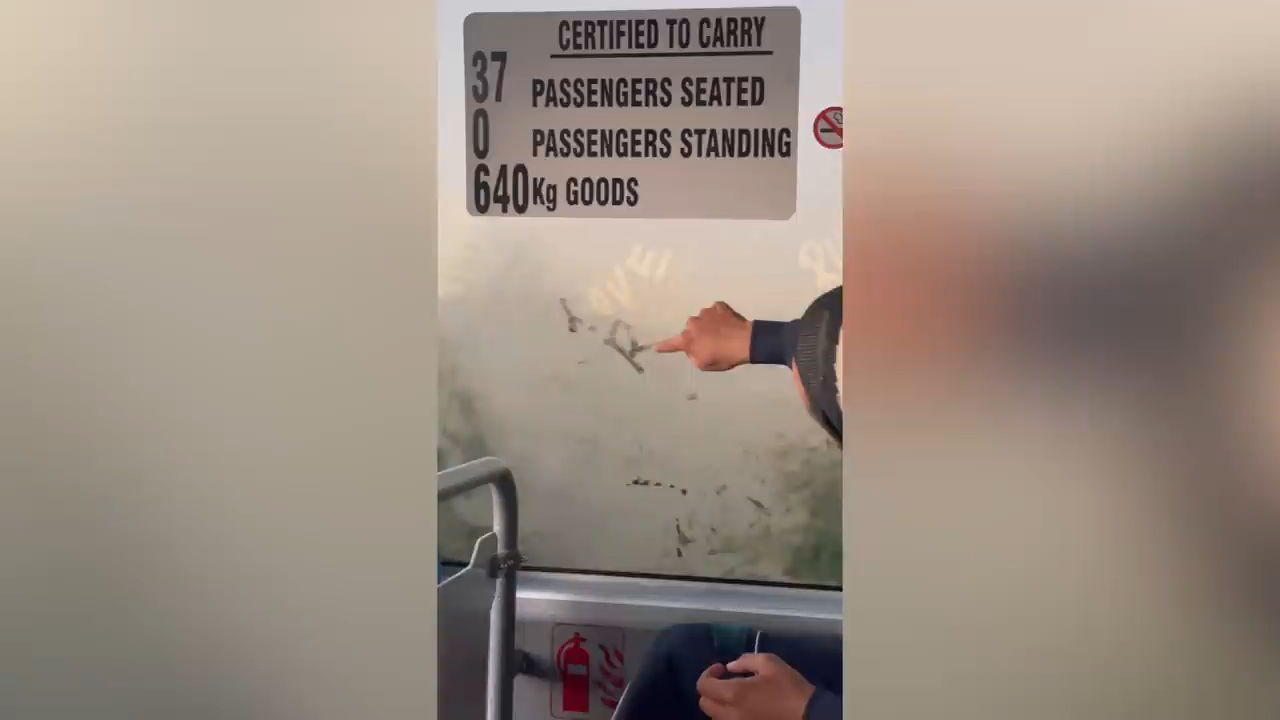 CERTIFIED TO CARRY
37 PASSENGERS SEATED
0 PASSENGERS STANDING
640 Kg GOODS